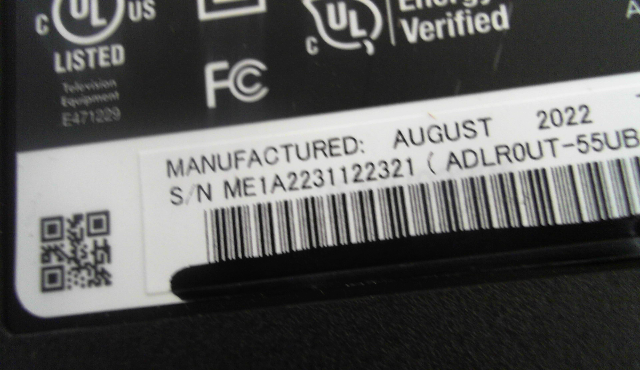 C UL US
LISTED
Television
Equipment
E471229
FC
C UL
Energy
Verified
MANUFACTURED: AUGUST 2022
S/N ME1A2231122321 ( ADLR0UT-55UB